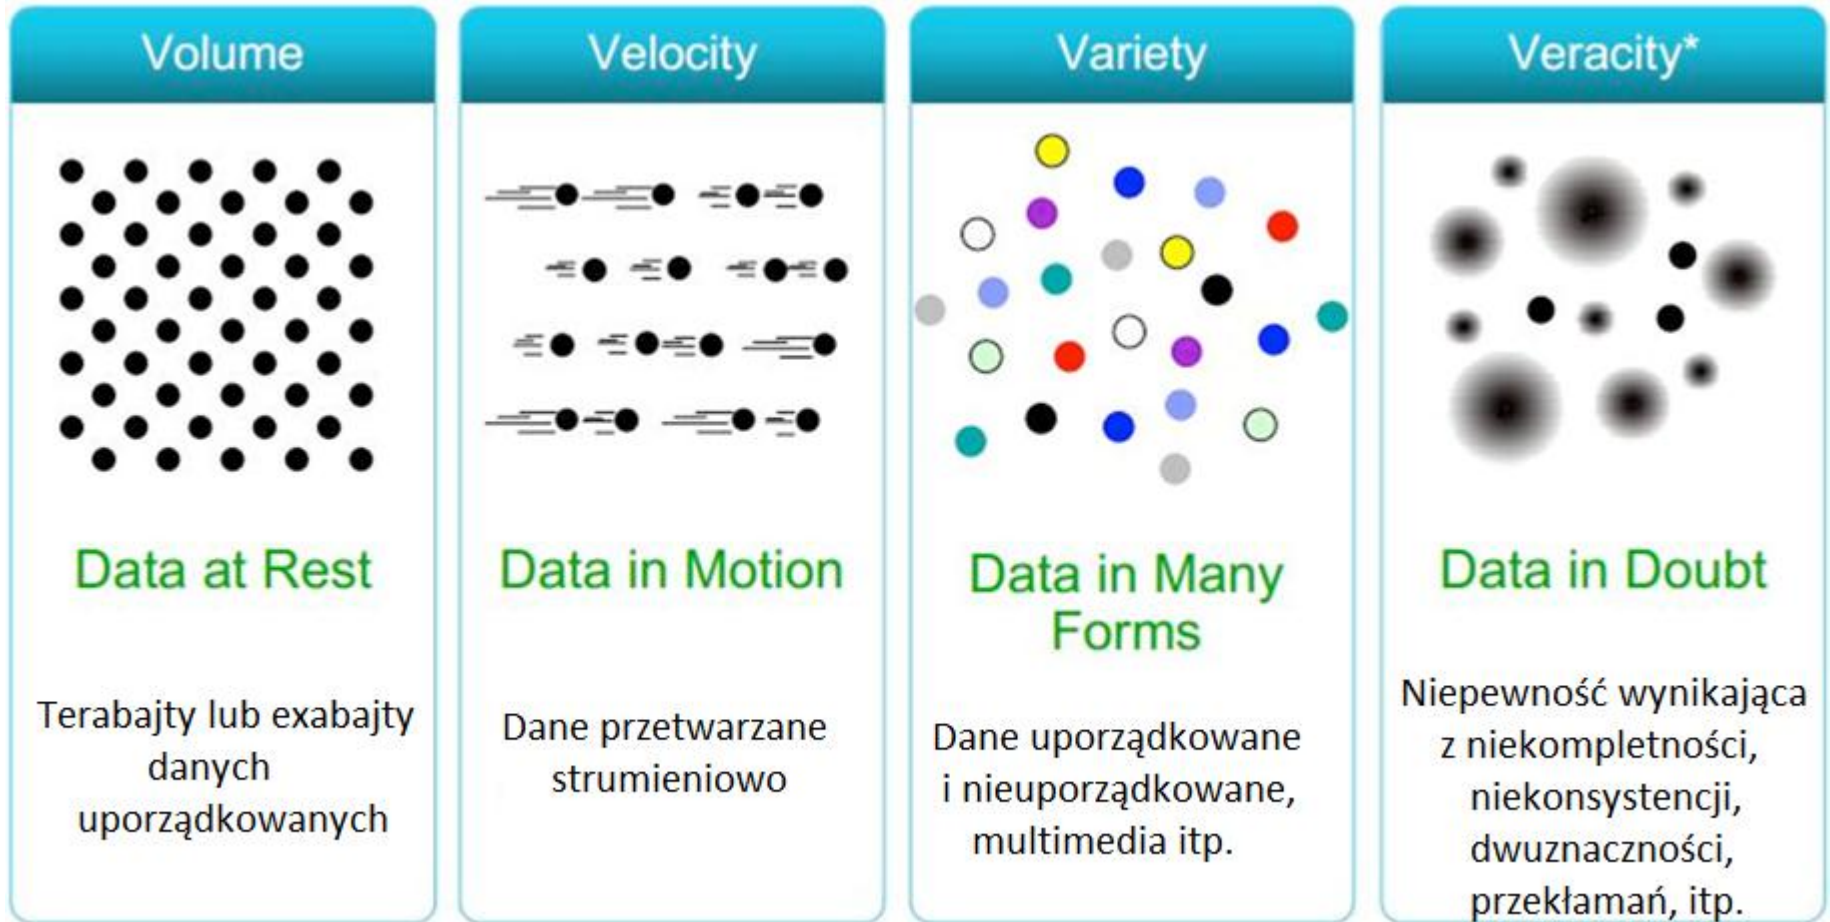 Volume
Data at Rest
Terabajty lub exabajty
danych
uporządkowanych
Velocity
Data in Motion
Dane przetwarzane
strumieniowo
Variety
Data in Many
Forms
Dane uporządkowane
i nieuporządkowane,
multimedia itp.
Veracity*
Data in Doubt
Niepewność wynikająca
z niekompletności,
niekonsystencji,
dwuznaczności,
przekłamań, itp.